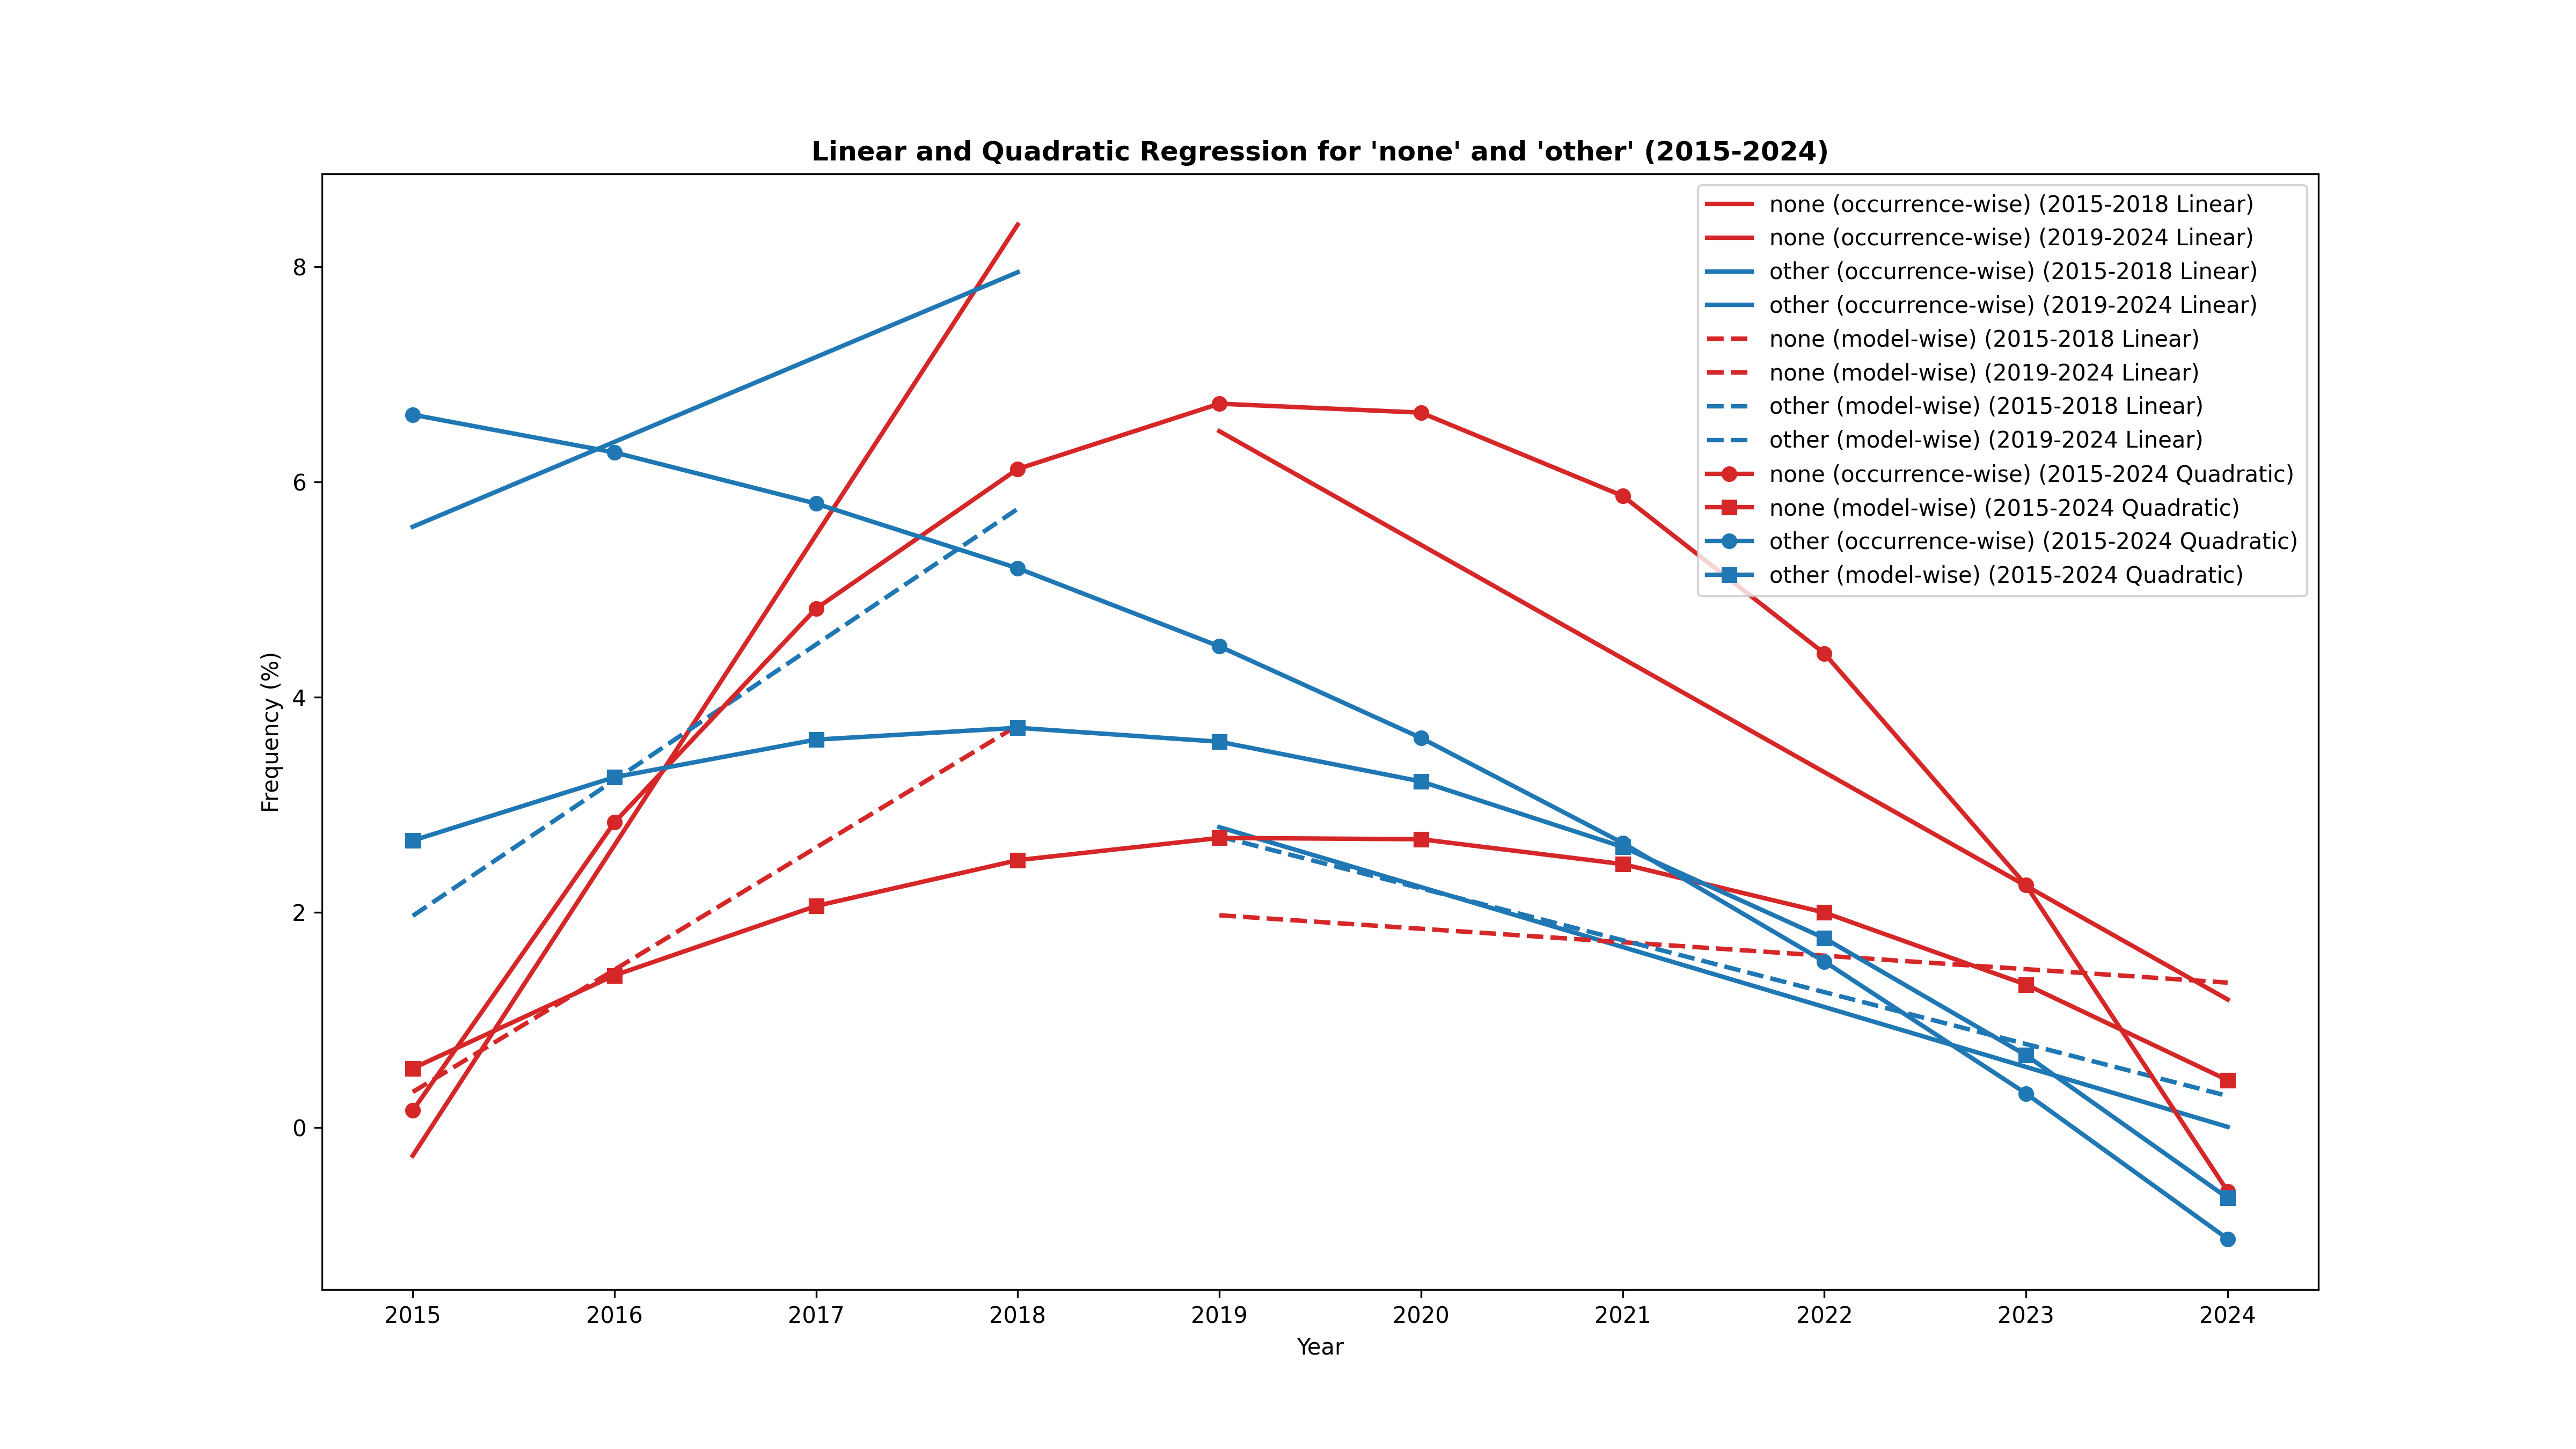 Linear and Quadratic Regression for 'none' and 'other' (2015-2024)
none (occurrence-wise) (2015-2018 Linear)
none (occurrence-wise) (2019-2024 Linear)
other (occurrence-wise) (2015-2018 Linear)
other (occurrence-wise) (2019-2024 Linear)
none (model-wise) (2015-2018 Linear)
none (model-wise) (2019-2024 Linear)
other (model-wise) (2015-2018 Linear)
other (model-wise) (2019-2024 Linear)
none (occurrence-wise) (2015-2024 Quadratic)
none (model-wise) (2015-2024 Quadratic)
other (occurrence-wise) (2015-2024 Quadratic)
other (model-wise) (2015-2024 Quadratic)
Frequency (%)
8
6
4
2
0
2015 2016 2017 2018 2019 2020 2021 2022 2023 2024
Year